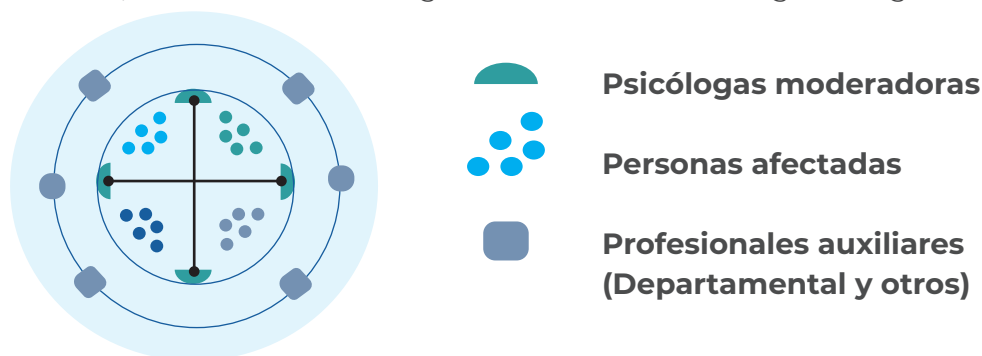 Psicólogas moderadoras
Personas afectadas
Profesionales auxiliares
(Departamental y otros)